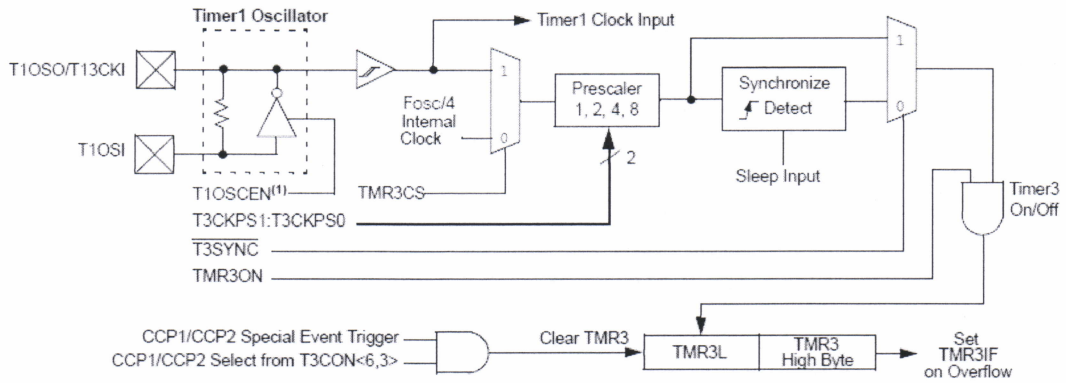 Timer1 Oscillator
Timer1 Clock Input
T1OSO/T13CKI
1
1
Prescaler
1, 2, 4, 8
Synchronize
Detect
Fosc/4
Internal
Clock
0
0
2
T1OSI
Sleep Input
T1OSCEN(1)
TMR3CS
Timer3
On/Off
T3CKPS1:T3CKPS0
T3SYNC
TMR3ON
CCP1/CCP2 Special Event Trigger
CCP1/CCP2 Select from T3CON<6,3>
Clear TMR3
TMR3L
TMR3
High Byte
Set
TMR3IF
on Overflow